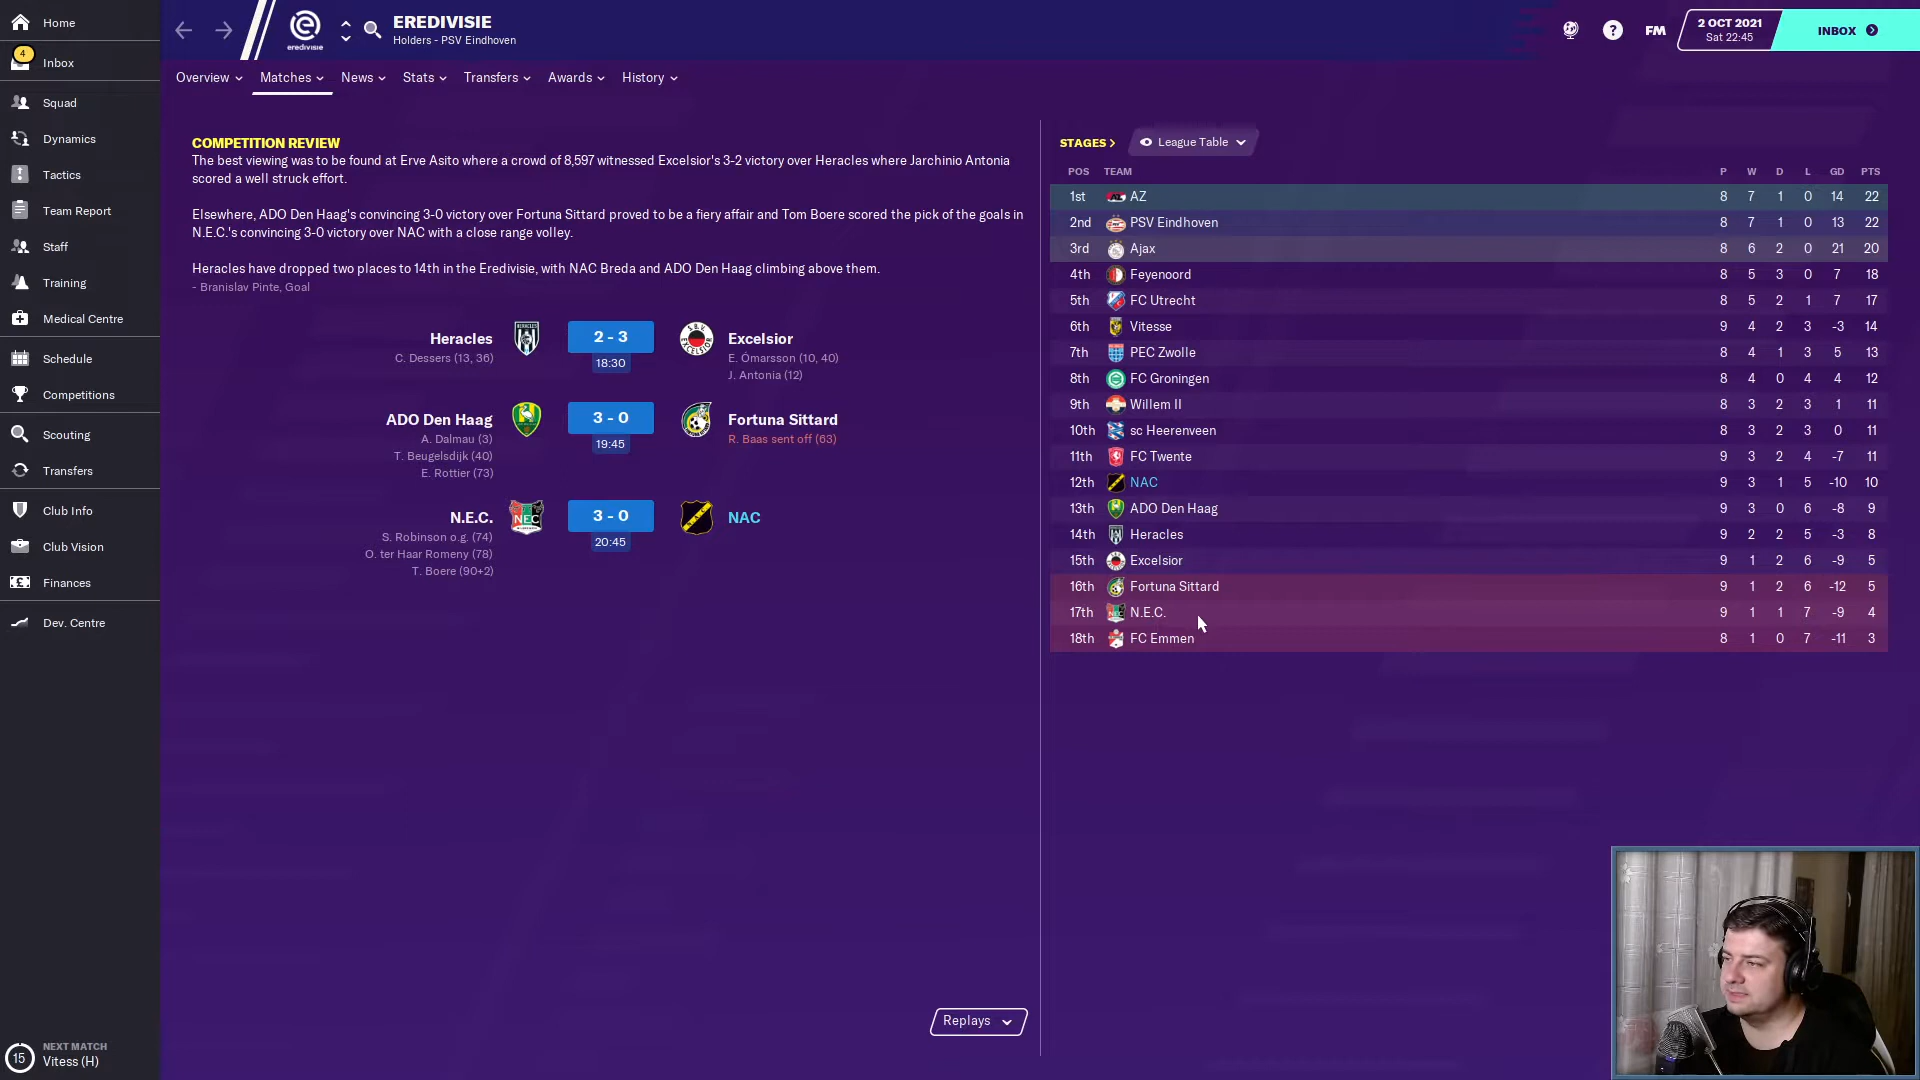 Home
EREDIVISIE
Holders - PSV Eindhoven
FM
2 OCT 2021
Sat 22:45
INBOX
4
Inbox
Overview Matches News Stats Transfers Awards History
Squad
Dynamics
Tactics
Team Report
Staff
Training
Medical Centre
Schedule
Competitions
Scouting
Transfers
Club Info
Club Vision
Finances
Dev. Centre
15
NEXT MATCH
Vitess (H)
COMPETITION REVIEW
The best viewing was to be found at Erve Asito where a crowd of 8,597 witnessed Excelsior's 3-2 victory over Heracles where Jarchinio Antonia
scored a well struck effort.
Elsewhere, ADO Den Haag's convincing 3-0 victory over Fortuna Sittard proved to be a fiery affair and Tom Boere scored the pick of the goals in
N.E.C.'s convincing 3-0 victory over NAC with a close range volley.
Heracles have dropped two places to 14th in the Eredivisie, with NAC Breda and ADO Den Haag climbing above them.
- Branislav Pinte, Goal
Heracles 2 - 3 Excelsior
C. Dessers (13, 36) 18:30 E. Ómarsson (10, 40)
J. Antonia (12)
ADO Den Haag 3 - 0 Fortuna Sittard
A. Dalmau (3) 19:45 R. Baas sent off (63)
T. Beugelsdijk (40)
E. Rottier (73)
N.E.C. 3 - 0 NAC
S. Robinson o.g. (74) 20:45
O. ter Haar Romeny (78)
T. Boere (90+2)
Replays
STAGES League Table
POS TEAM P W D L GD PTS
1st AZ 8 7 1 0 14 22
2nd PSV Eindhoven 8 7 1 0 13 22
3rd Ajax 8 6 2 0 21 20
4th Feyenoord 8 5 3 0 7 18
5th FC Utrecht 8 5 2 1 7 17
6th Vitesse 9 4 2 3 -3 14
7th PEC Zwolle 8 4 1 3 5 13
8th FC Groningen 8 4 0 4 4 12
9th Willem II 8 3 2 3 1 11
10th sc Heerenveen 8 3 2 3 0 11
11th FC Twente 9 3 2 4 -7 11
12th NAC 9 3 1 5 -10 10
13th ADO Den Haag 9 3 0 6 -8 9
14th Heracles 9 2 2 5 -3 8
15th Excelsior 9 1 2 6 -9 5
16th Fortuna Sittard 9 1 2 6 -12 5
17th N.E.C. 9 1 1 7 -9 4
18th FC Emmen 8 1 0 7 -11 3